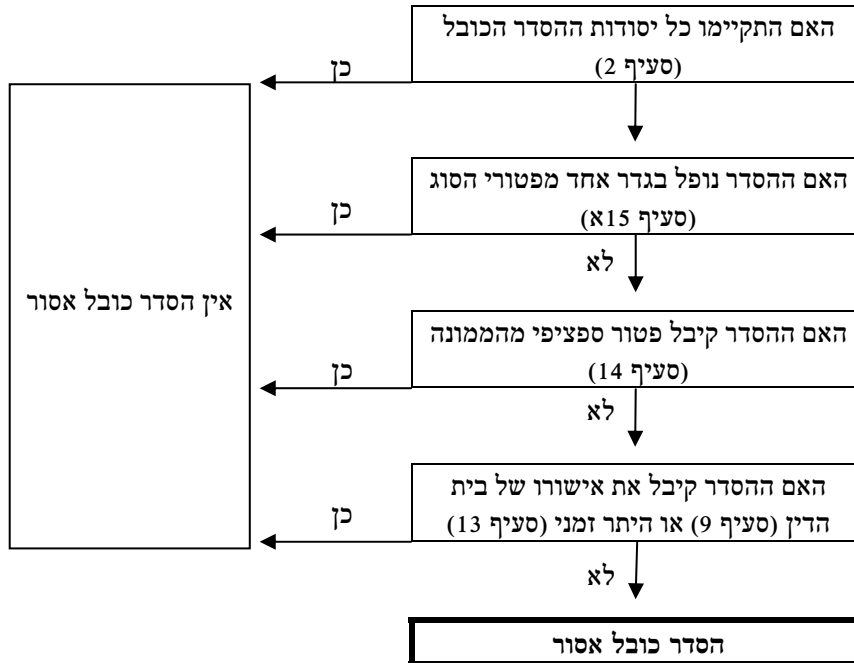 האם התקיימו כל יסודות ההסדר הכובל
(סעיף 2)
כן
האם ההסדר נופל בגדר אחד מפטורי הסוג
(סעיף 15א)
כן
לא
אין הסדר כובל אסור
האם ההסדר קיבל פטור ספציפי מהממונה
(סעיף 14)
כן
לא
האם ההסדר קיבל את אישורו של בית
הדין (סעיף 9) או היתר זמני (סעיף 13)
כן
לא
הסדר כובל אסור